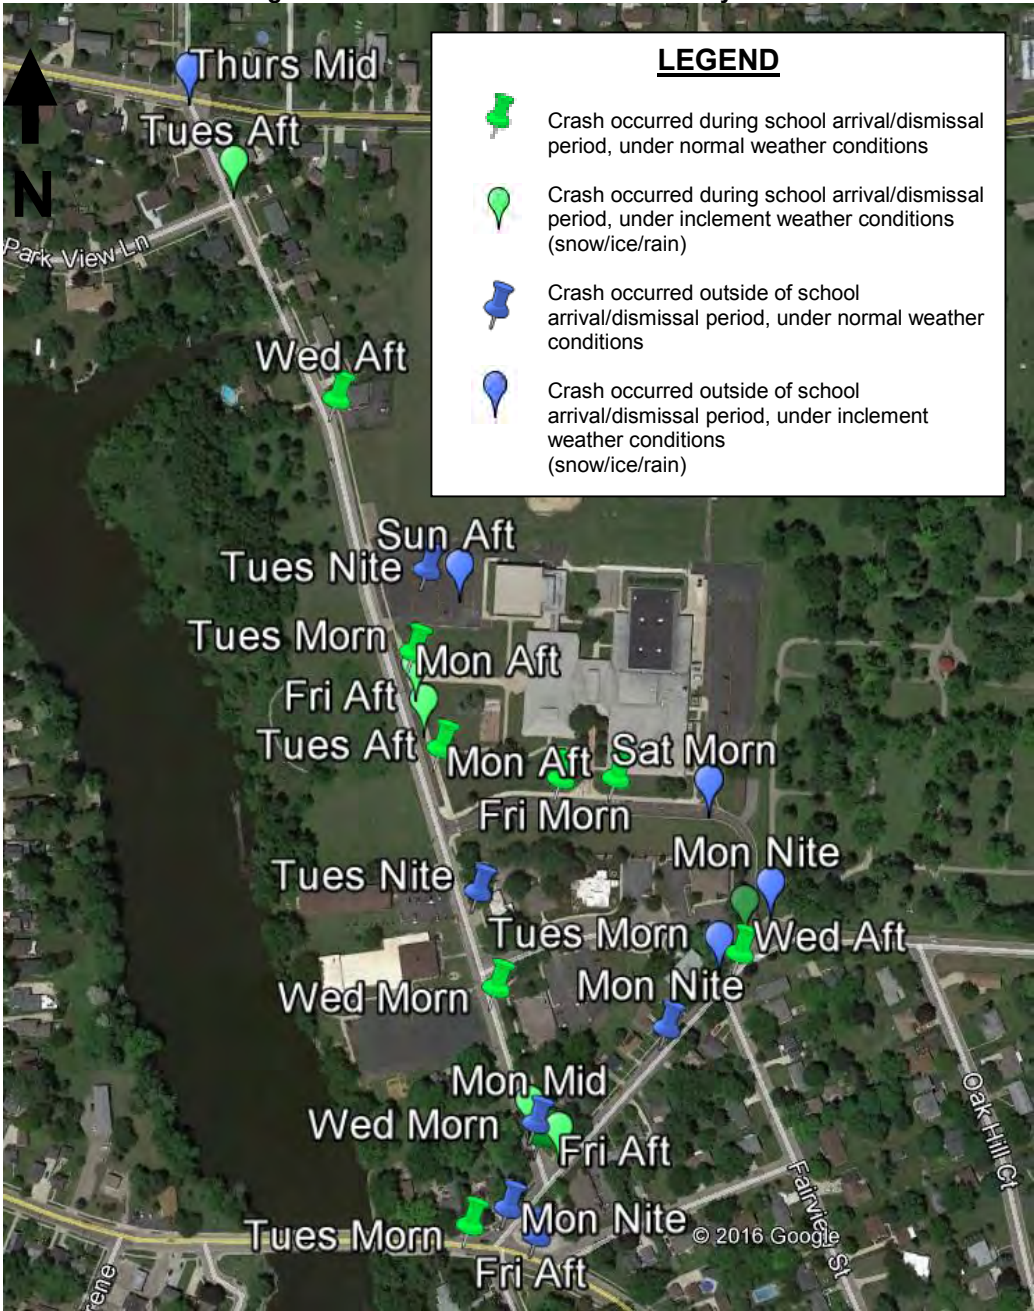 LEGEND
Crash occurred during school arrival/dismissal
period, under normal weather conditions
Crash occurred during school arrival/dismissal
period, under inclement weather conditions
(snow/ice/rain)
Crash occurred outside of school
arrival/dismissal period, under normal weather
conditions
Crash occurred outside of school
arrival/dismissal period, under inclement
weather conditions
(snow/ice/rain)
N
Thurs Mid
Tues Aft
Park View Ln
Wed Aft
Sun Aft
Tues Nite
Tues Morn
Mon Aft
Fri Aft
Tues Aft
Mon Aft
Sat Morn
Fri Morn
Mon Nite
Tues Nite
Tues Morn
Wed Aft
Mon Nite
Wed Morn
Mon Mid
Wed Morn
Fri Aft
Oak Hill Ct
Fairview St
Tues Morn
Mon Nite
© 2016 Google
Fri Aft